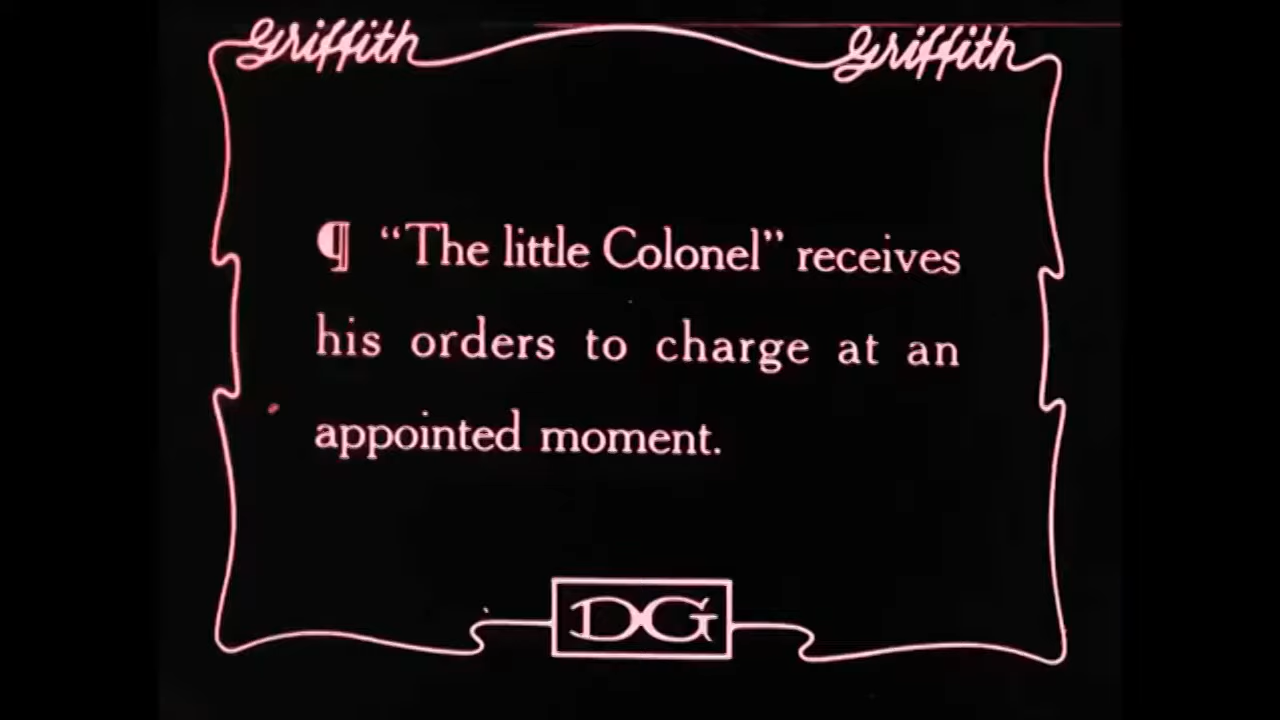 Griffith Griffith
¶ “The little Colonel” receives
his orders to charge at an
appointed moment.
DG